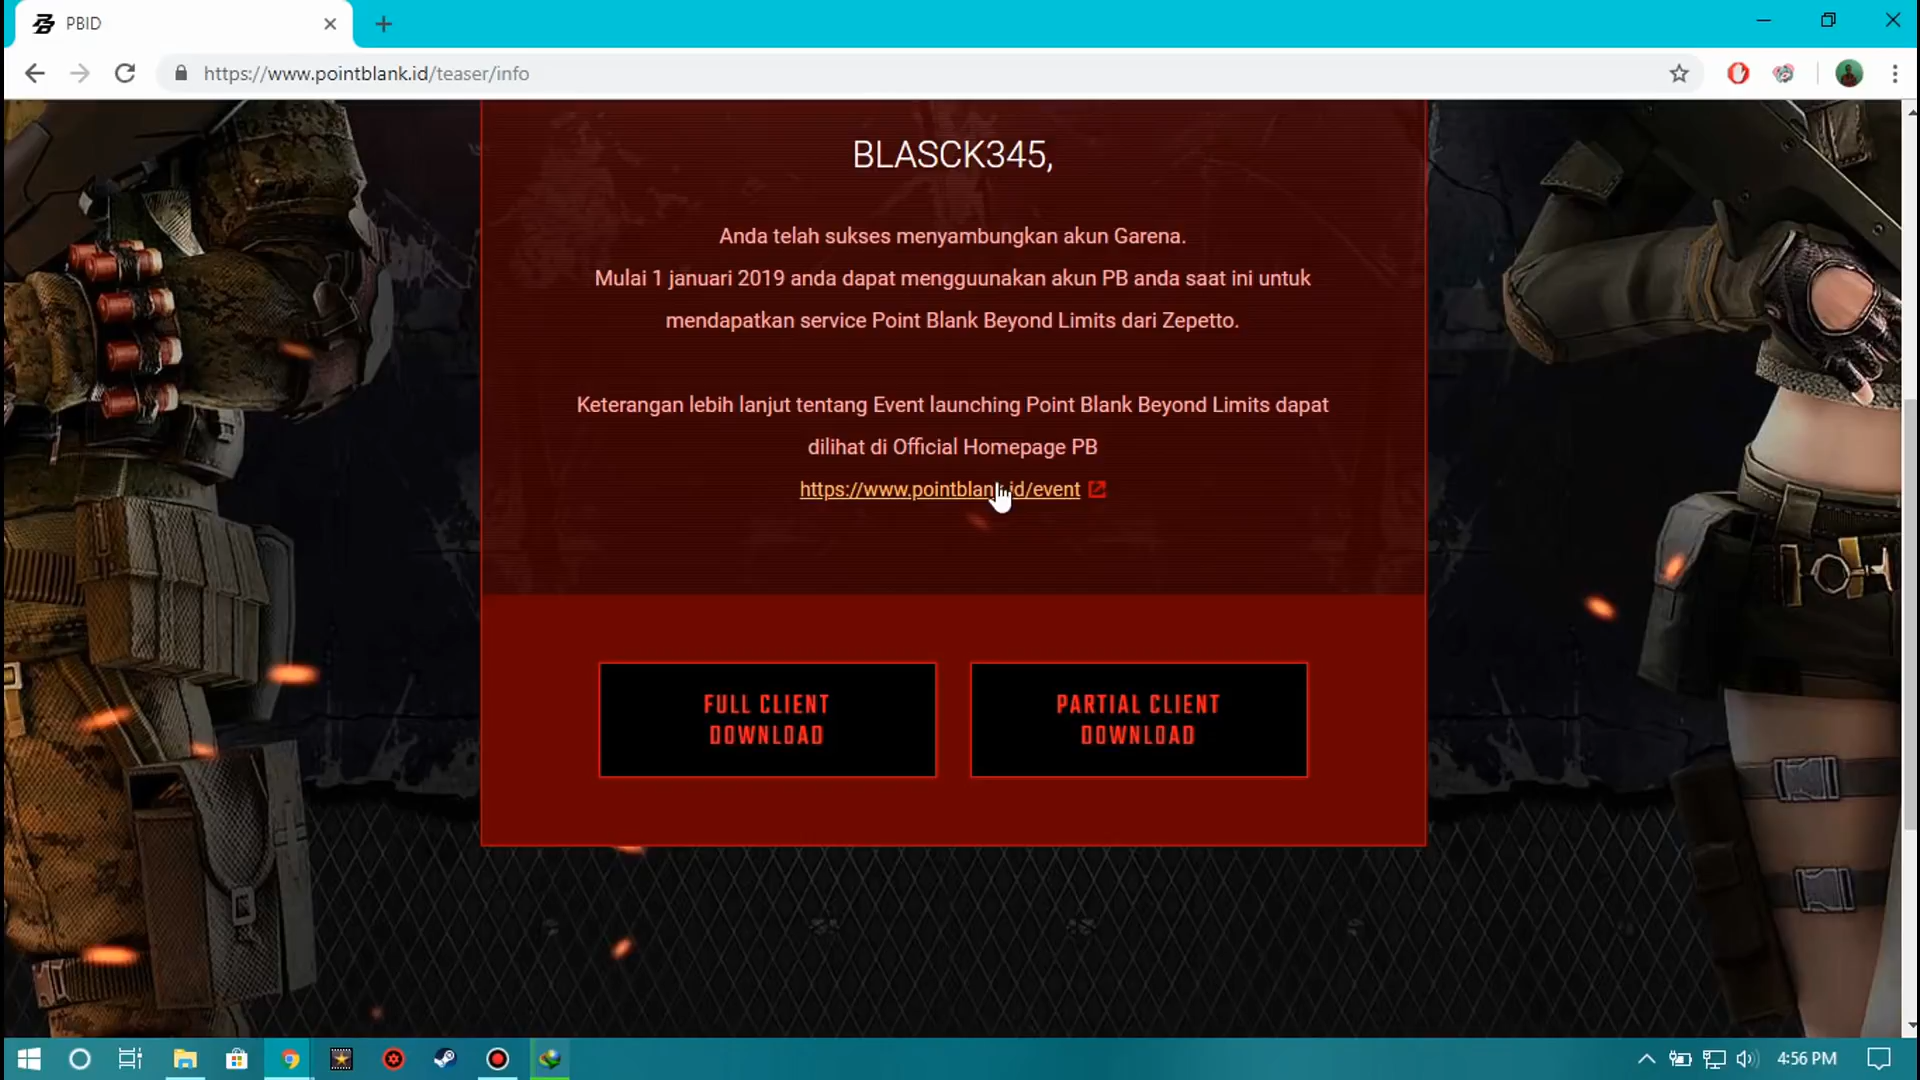 PBID
https://www.pointblank.id/teaser/info
BLASCK345,
Anda telah sukses menyambungkan akun Garena.
Mulai 1 januari 2019 anda dapat mengguunakan akun PB anda saat ini untuk
mendapatkan service Point Blank Beyond Limits dari Zepetto.
Keterangan lebih lanjut tentang Event launching Point Blank Beyond Limits dapat
dilihat di Official Homepage PB
https://www.pointblank.id/event
FULL CLIENT
DOWNLOAD
PARTIAL CLIENT
DOWNLOAD
4:56 PM